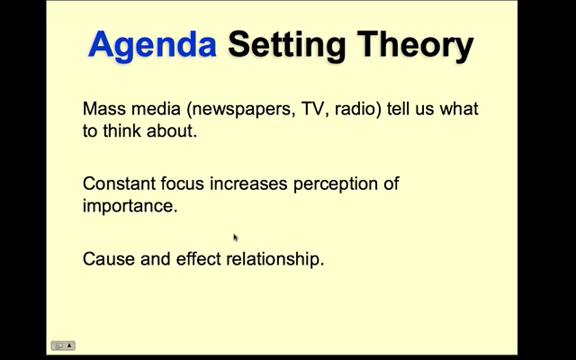 Agenda Setting Theory
Mass media (newspapers, TV, radio) tell us what
to think about.
Constant focus increases perception of
importance.
Cause and effect relationship.